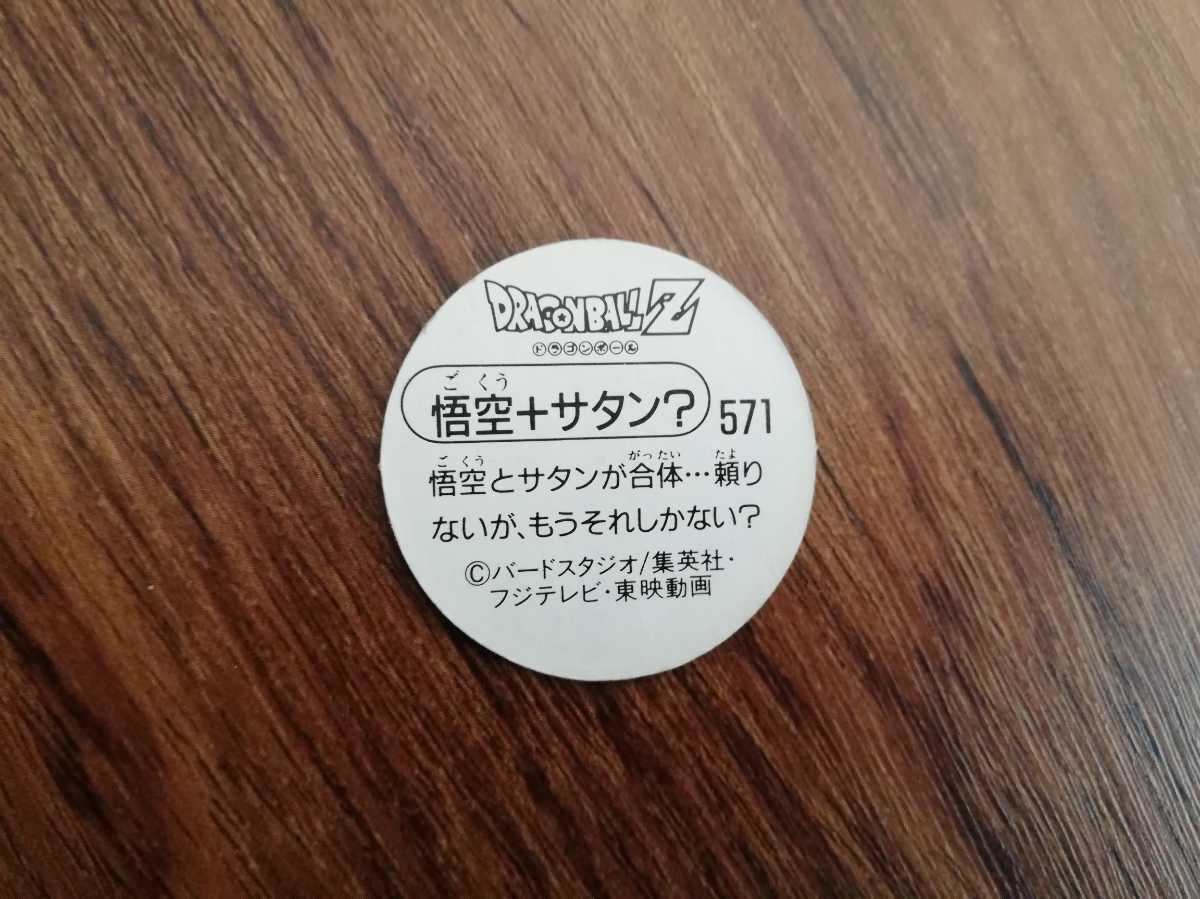 DRAGONBALL Z
ドラゴンボール
ごくう
悟空+サタン? 571
ごくう がったい たよ
悟空とサタンが合体…頼り
ないが、もうそれしかない?
©バードスタジオ/集英社・
フジテレビ・東映動画